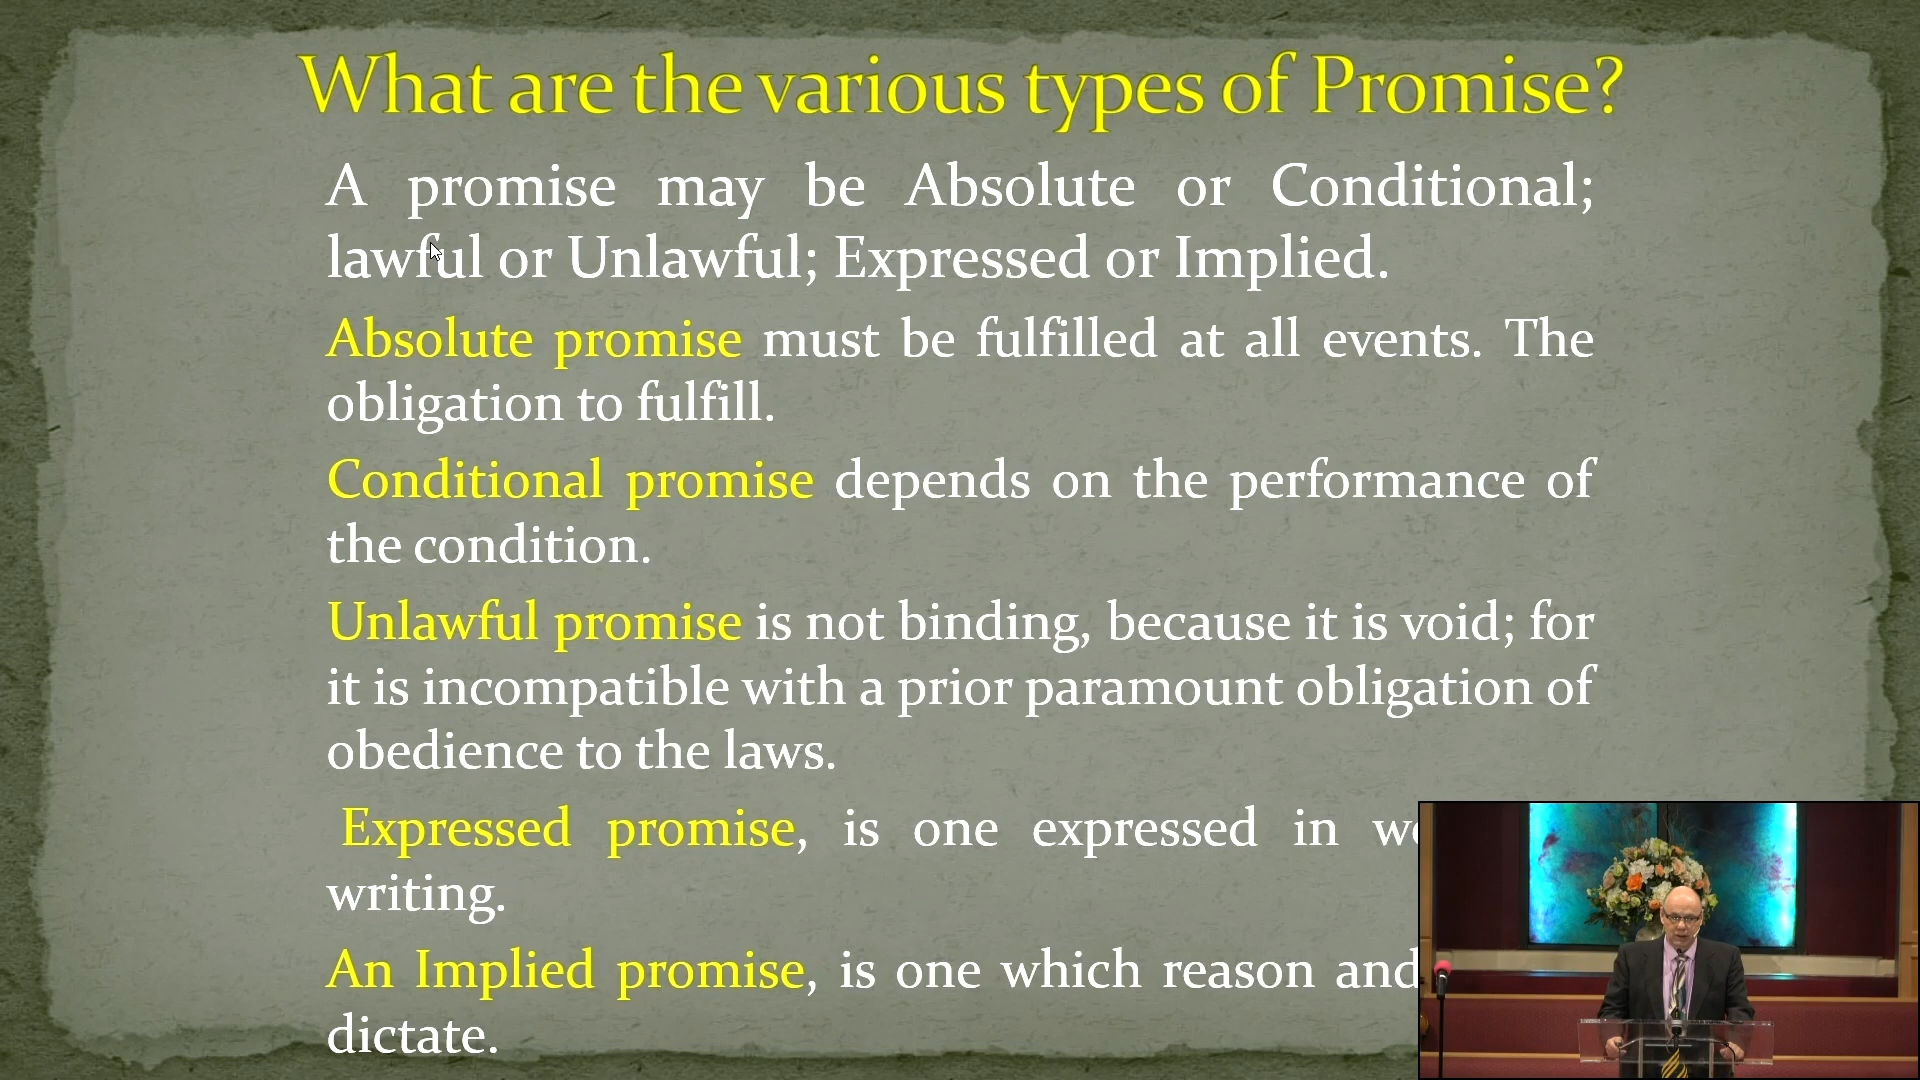 What are the various types of Promise?
A promise may be Absolute or Conditional;
lawful or Unlawful; Expressed or Implied.
Absolute promise must be fulfilled at all events. The
obligation to fulfill.
Conditional promise depends on the performance of
the condition.
Unlawful promise is not binding, because it is void; for
it is incompatible with a prior paramount obligation of
obedience to the laws.
Expressed promise, is one expressed in
writing.
An Implied promise, is one which reason and
dictate.